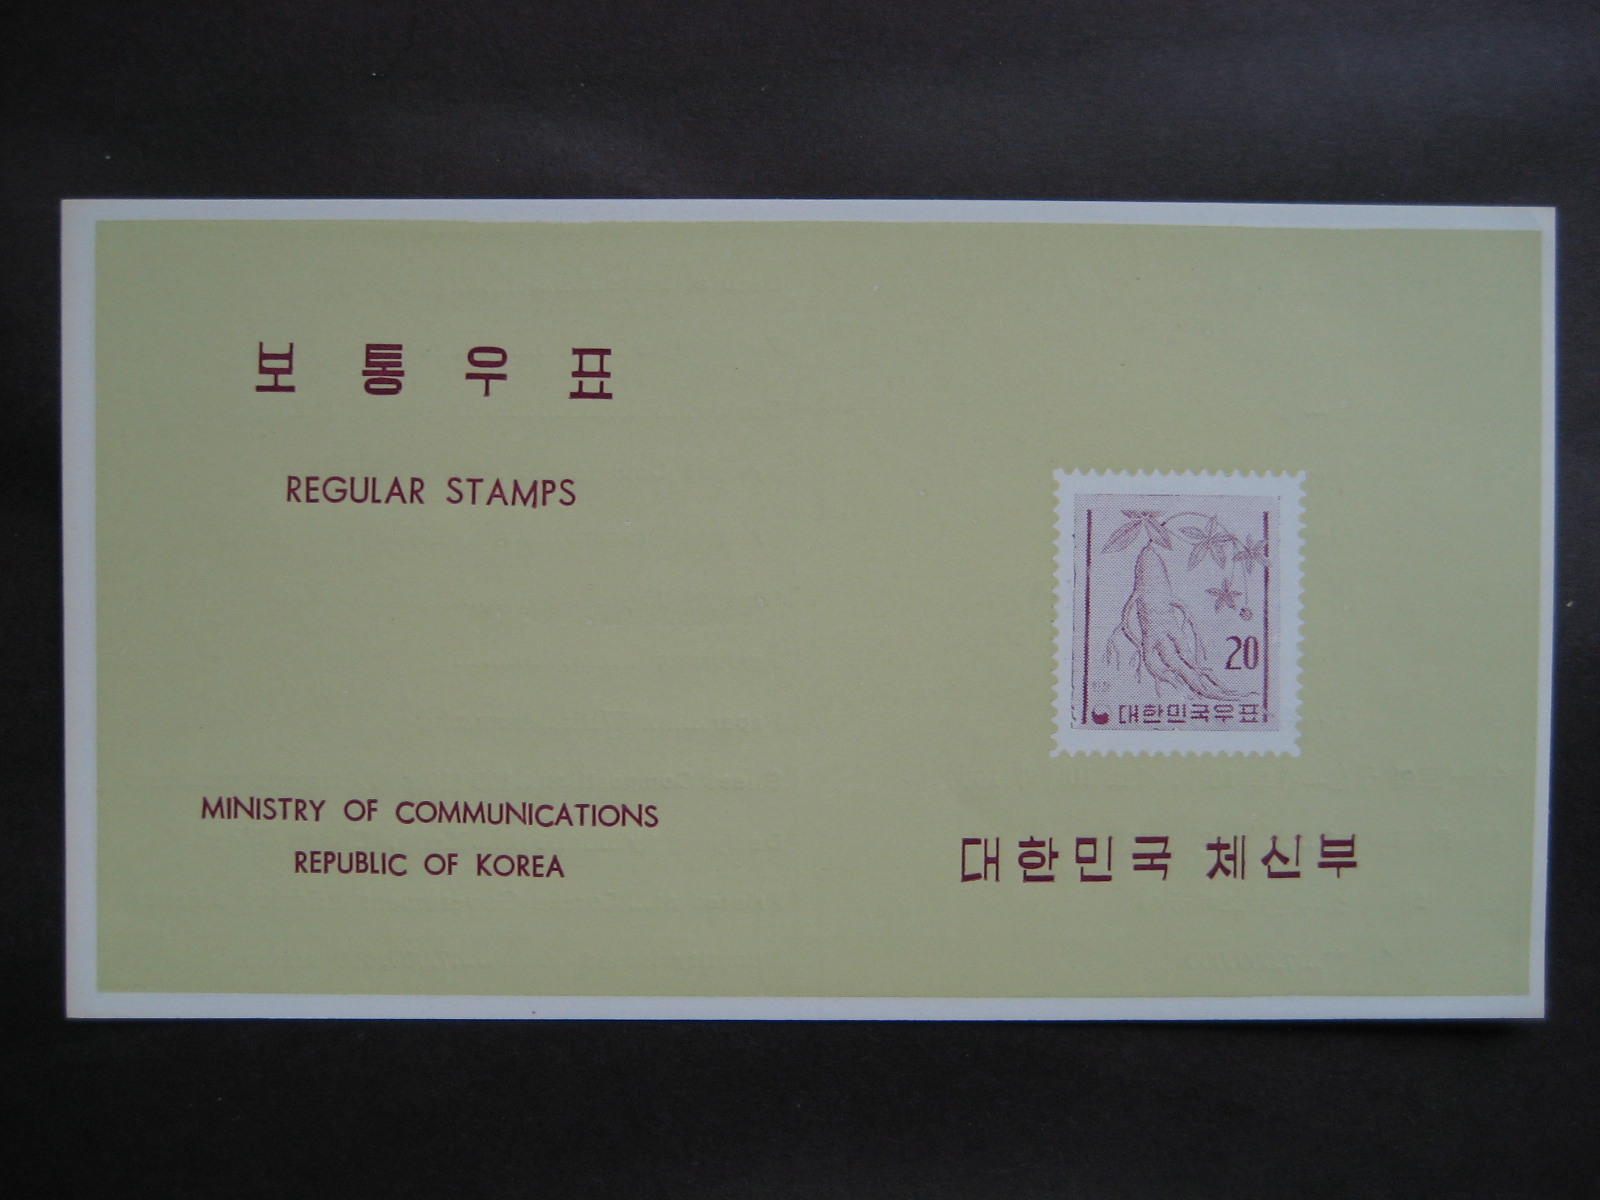 보통우표
REGULAR STAMPS
MINISTRY OF COMMUNICATIONS
REPUBLIC OF KOREA
20
대한민국우표
대한민국 체신부